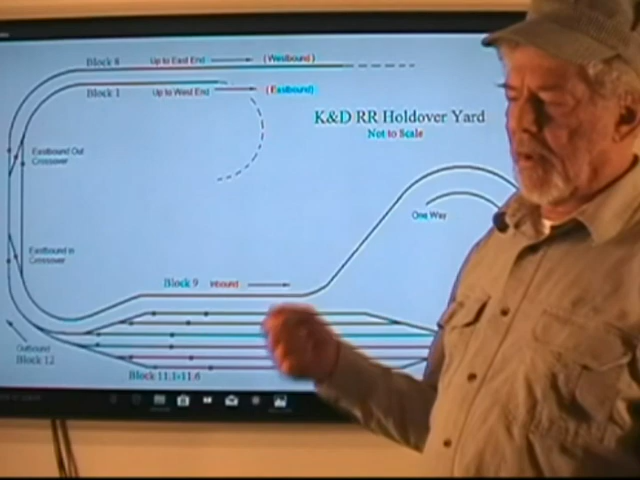 Block 8 Up to East End (Westbound)
Block 1 Up to West End (Eastbound)
K&D RR Holdover Yard
Not to Scale
Eastbound Out
Crossover
One Way
Eastbound In
Crossover
Block 9 Inbound
Outbound
Block 12
Block 11.1-11.6